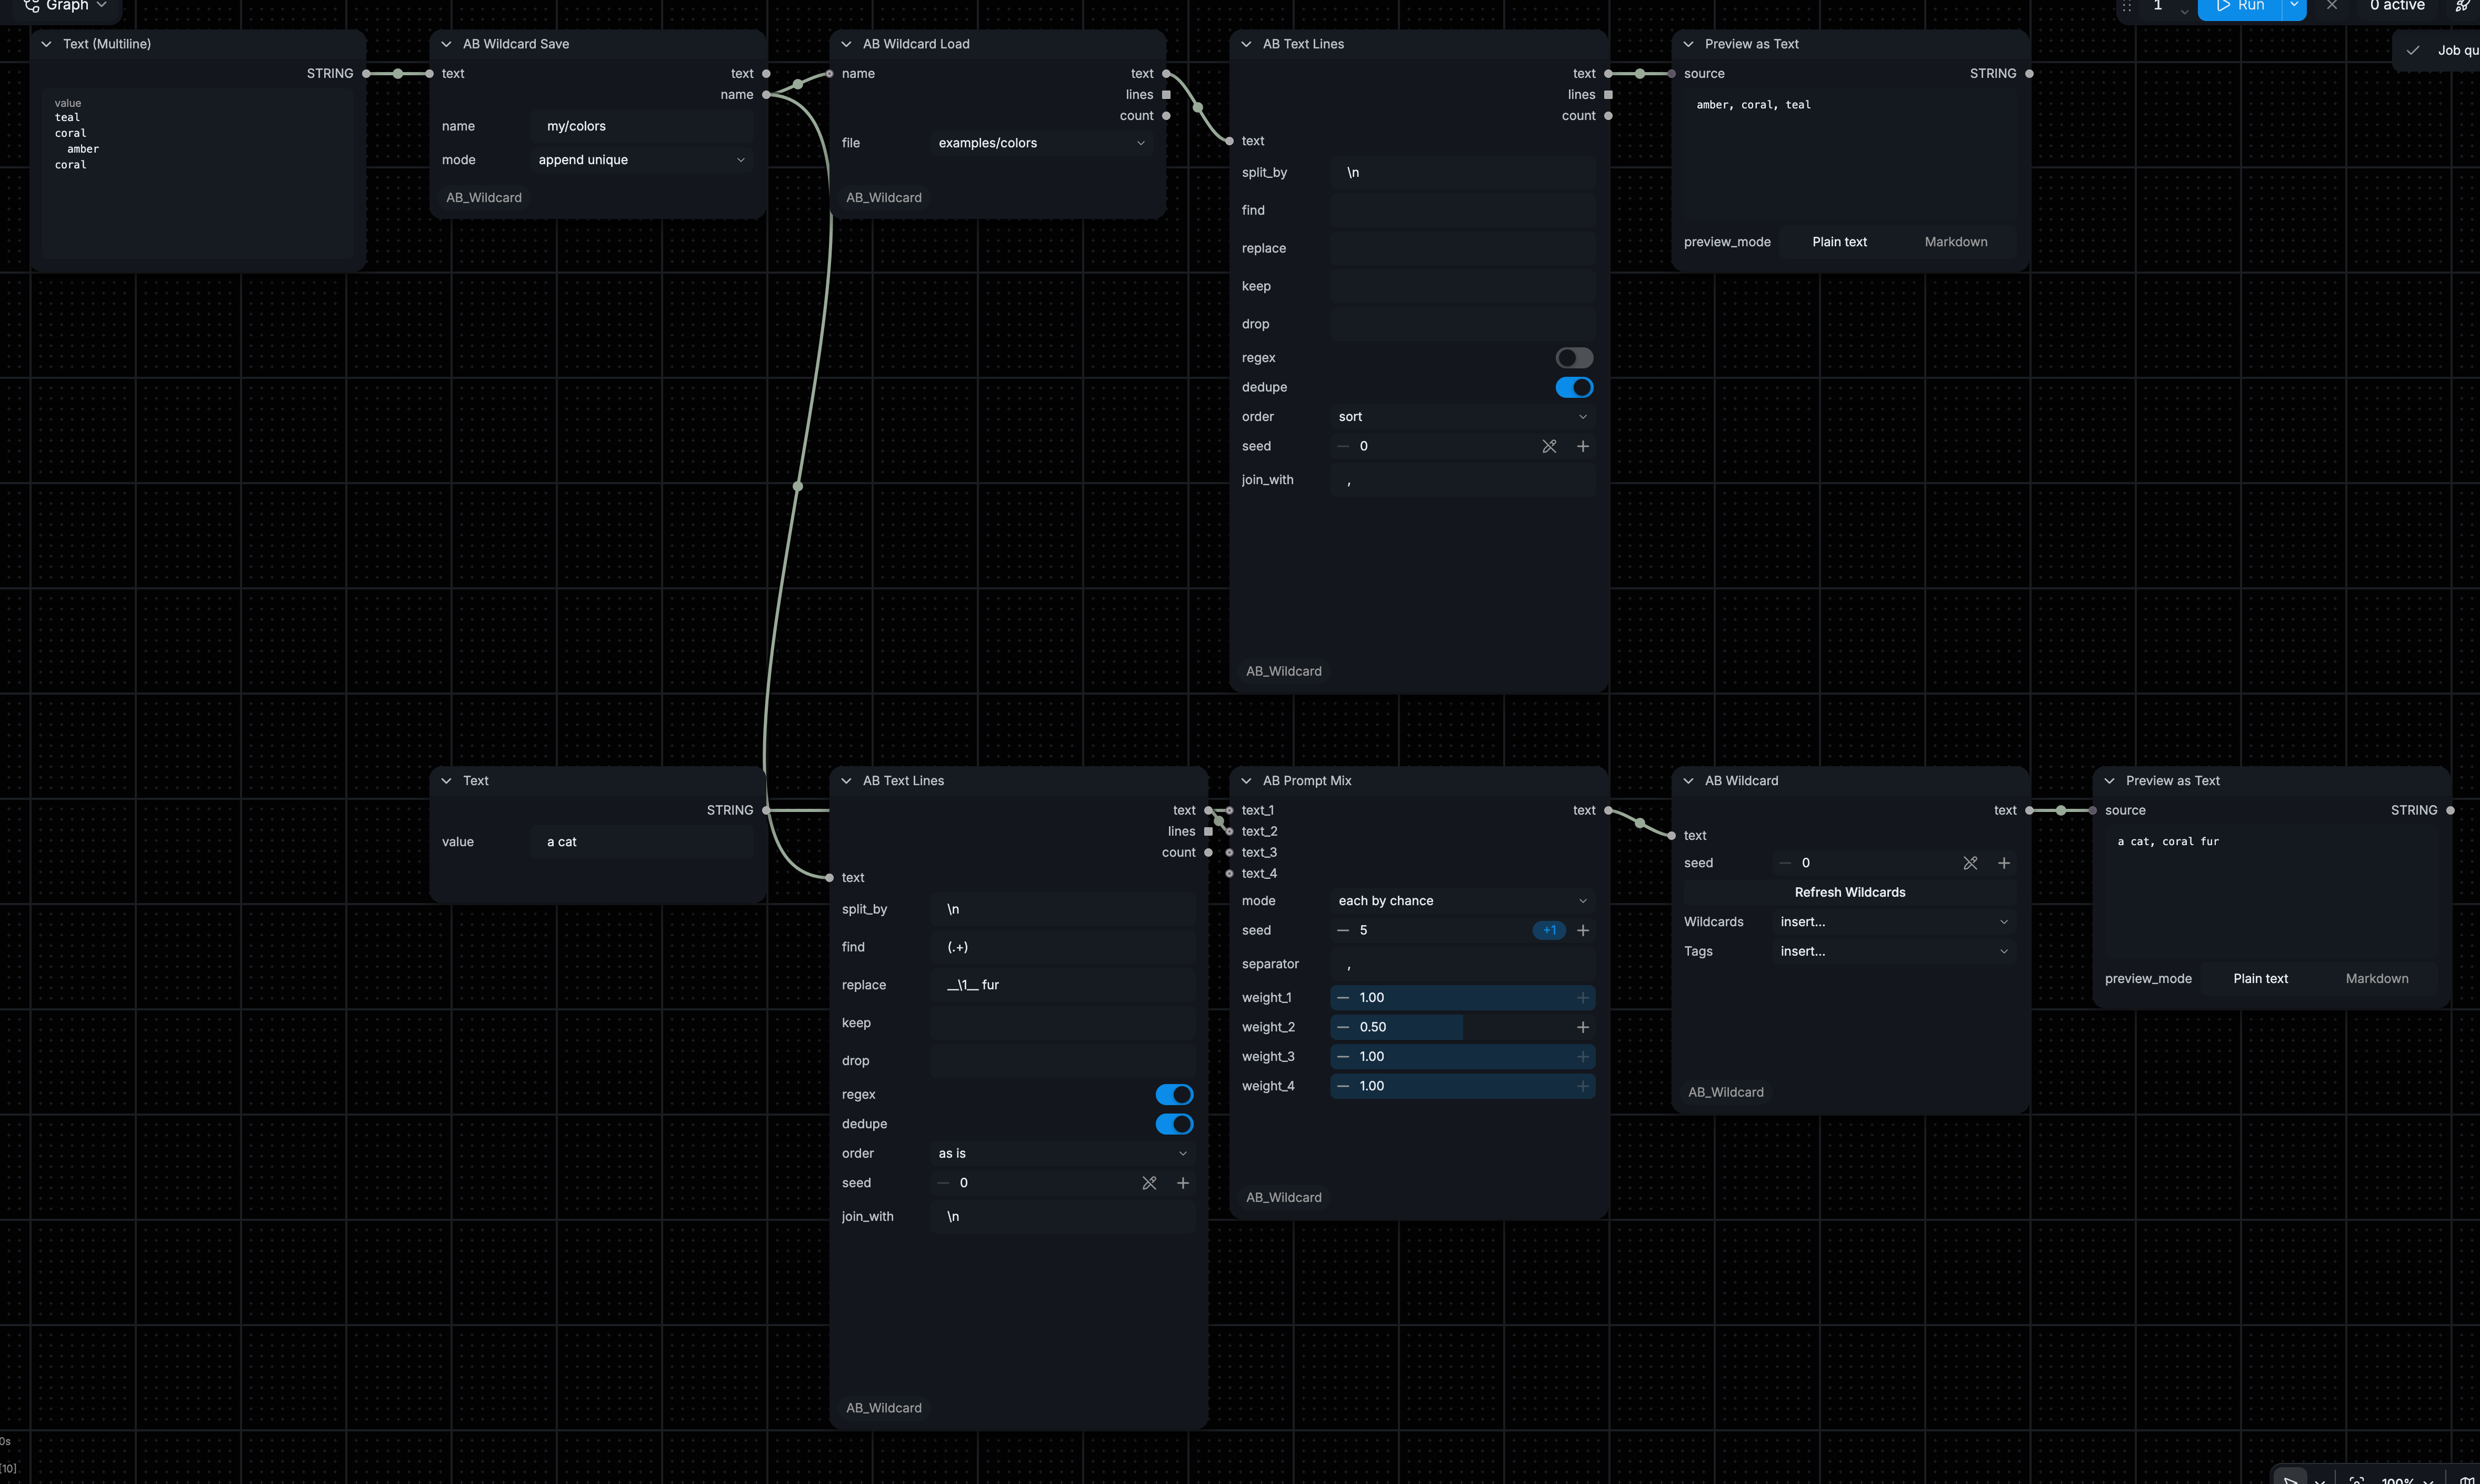 Graph
1
Run
0 active
Job qu
Text (Multiline)
STRING
value
teal
coral
amber
coral
AB Wildcard Save
text
text
name
name
my/colors
mode
append unique
AB_Wildcard
AB Wildcard Load
name
text
lines
count
file
examples/colors
AB_Wildcard
AB Text Lines
text
lines
count
text
split_by
\n
find
replace
keep
drop
regex
dedupe
order
sort
seed
0
join_with
,
AB_Wildcard
Preview as Text
source
STRING
amber, coral, teal
preview_mode
Plain text
Markdown
Text
STRING
value
a cat
AB Text Lines
text
lines
count
text
split_by
\n
find
(.+)
replace
__\1__ fur
keep
drop
regex
dedupe
order
as is
seed
0
join_with
\n
AB_Wildcard
AB Prompt Mix
text_1
text
text_2
text_3
text_4
mode
each by chance
seed
5
+1
separator
,
weight_1
1.00
weight_2
0.50
weight_3
1.00
weight_4
1.00
AB_Wildcard
AB Wildcard
text
text
seed
0
Refresh Wildcards
Wildcards
insert...
Tags
insert...
AB_Wildcard
Preview as Text
source
STRING
a cat, coral fur
preview_mode
Plain text
Markdown
0s
[10]
100%